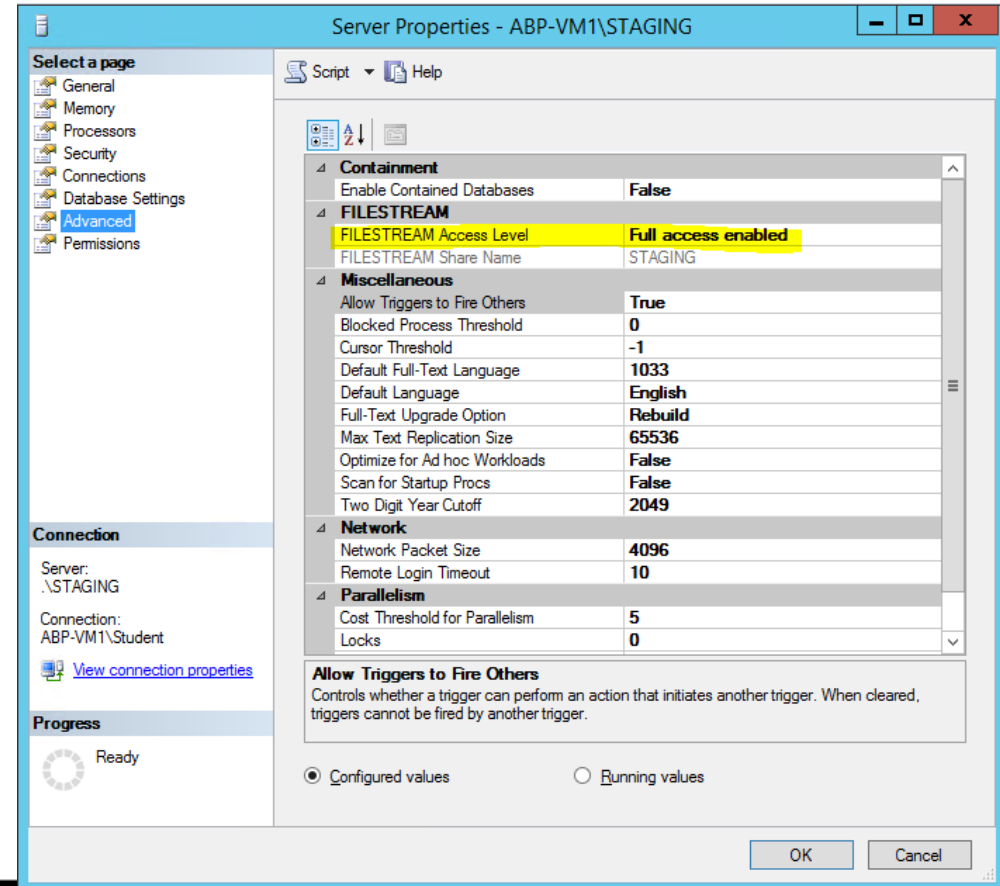 Server Properties - ABP-VM1\STAGING
Select a page
General
Memory
Processors
Security
Connections
Database Settings
Advanced
Permissions
Script Help
Containment
Enable Contained Databases False
FILESTREAM
FILESTREAM Access Level Full access enabled
FILESTREAM Share Name STAGING
Miscellaneous
Allow Triggers to Fire Others True
Blocked Process Threshold 0
Cursor Threshold -1
Default Full-Text Language 1033
Default Language English
Full-Text Upgrade Option Rebuild
Max Text Replication Size 65536
Optimize for Ad hoc Workloads False
Scan for Startup Procs False
Two Digit Year Cutoff 2049
Network
Network Packet Size 4096
Remote Login Timeout 10
Parallelism
Cost Threshold for Parallelism 5
Locks 0
Allow Triggers to Fire Others
Controls whether a trigger can perform an action that initiates another trigger. When cleared,
triggers cannot be fired by another trigger.
Configured values Running values
Connection
Server:
.\STAGING
Connection:
ABP-VM1\Student
View connection properties
Progress
Ready
OK Cancel